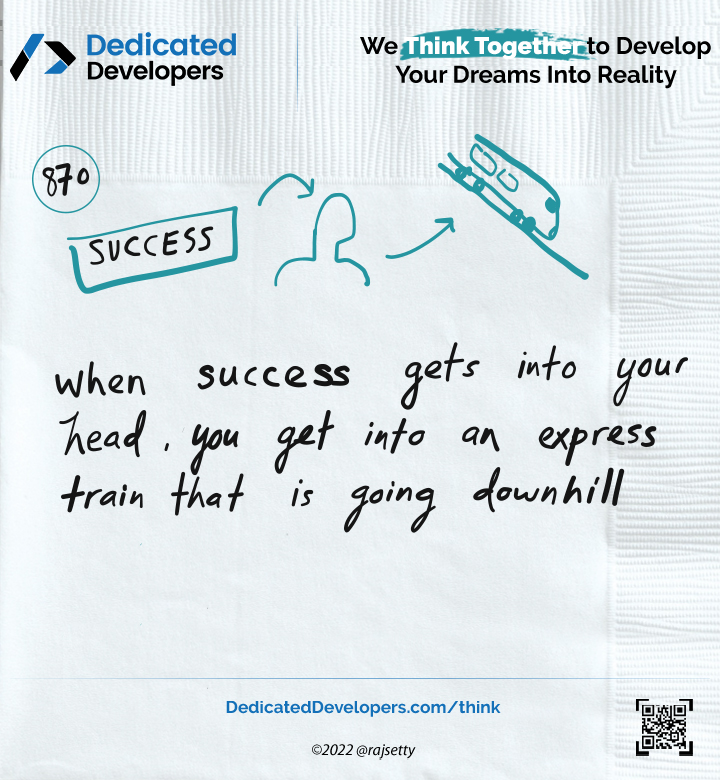 Dedicated
Developers
We Think Together to Develop
Your Dreams Into Reality
870
SUCCESS
When success gets into your
head, you get into an express
train that is going downhill
DedicatedDevelopers.com/think
©2022 @rajsetty